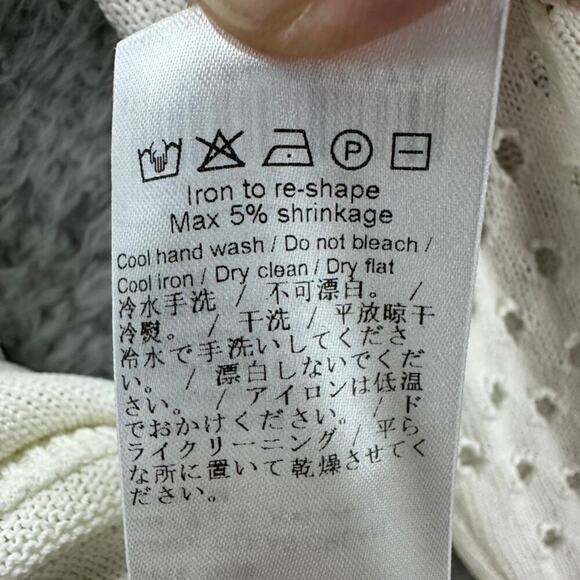 P
Iron to re-shape
Max 5% shrinkage
Cool hand wash / Do not bleach /
Cool iron / Dry clean / Dry flat
冷水手洗 / 不可漂白。 /
冷熨。 / 干洗 / 平放晾干
冷水で手洗いしてくださ
い。 / 漂白しないでくだ
さい。 / アイロンは低温
でおかけください。 / ド
ライクリーニング / 平ら
な所に置いて乾燥させてく
ださい。